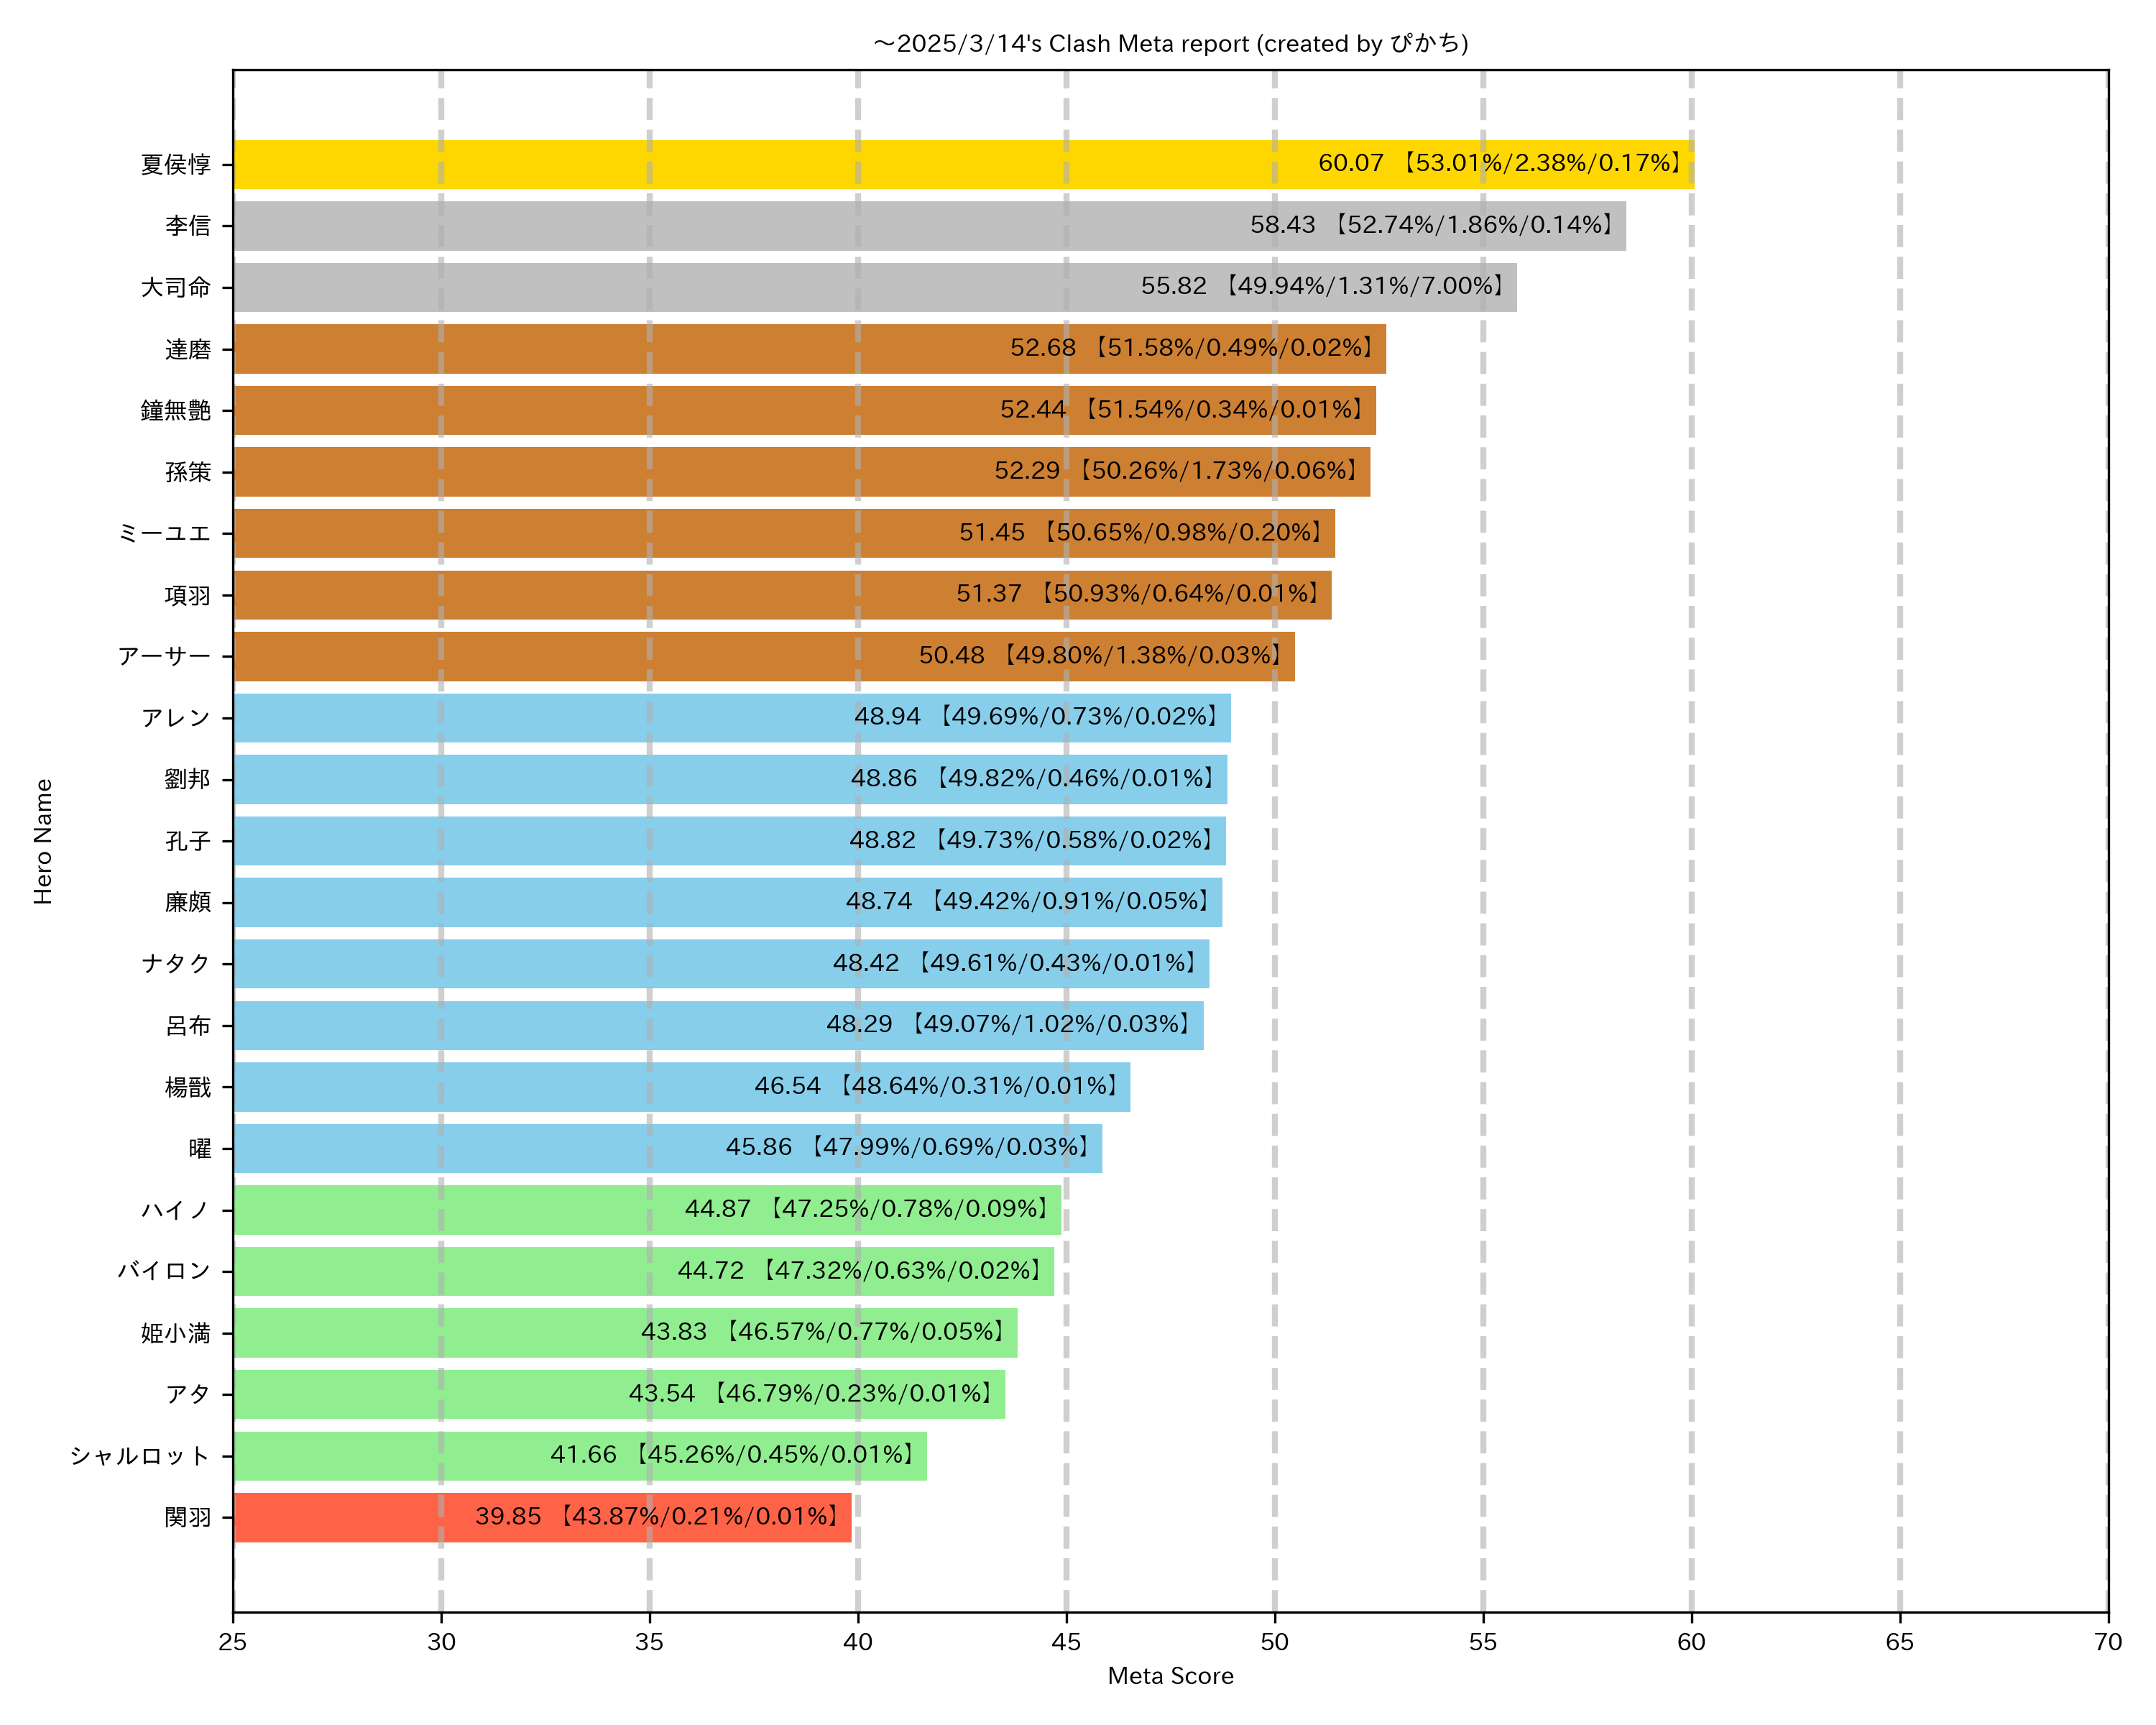 ～2025/3/14's Clash Meta report (created by ぴかち)
夏侯惇 60.07 【53.01%/2.38%/0.17%】
李信 58.43 【52.74%/1.86%/0.14%】
大司命 55.82 【49.94%/1.31%/7.00%】
達磨 52.68 【51.58%/0.49%/0.02%】
鐘無艶 52.44 【51.54%/0.34%/0.01%】
孫策 52.29 【50.26%/1.73%/0.06%】
ミーユエ 51.45 【50.65%/0.98%/0.20%】
項羽 51.37 【50.93%/0.64%/0.01%】
アーサー 50.48 【49.80%/1.38%/0.03%】
アレン 48.94 【49.69%/0.73%/0.02%】
劉邦 48.86 【49.82%/0.46%/0.01%】
孔子 48.82 【49.73%/0.58%/0.02%】
廉頗 48.74 【49.42%/0.91%/0.05%】
ナタク 48.42 【49.61%/0.43%/0.01%】
呂布 48.29 【49.07%/1.02%/0.03%】
楊戩 46.54 【48.64%/0.31%/0.01%】
曜 45.86 【47.99%/0.69%/0.03%】
ハイノ 44.87 【47.25%/0.78%/0.09%】
バイロン 44.72 【47.32%/0.63%/0.02%】
姫小満 43.83 【46.57%/0.77%/0.05%】
アタ 43.54 【46.79%/0.23%/0.01%】
シャルロット 41.66 【45.26%/0.45%/0.01%】
関羽 39.85 【43.87%/0.21%/0.01%】
Hero Name
25 30 35 40 45 50 55 60 65 70
Meta Score